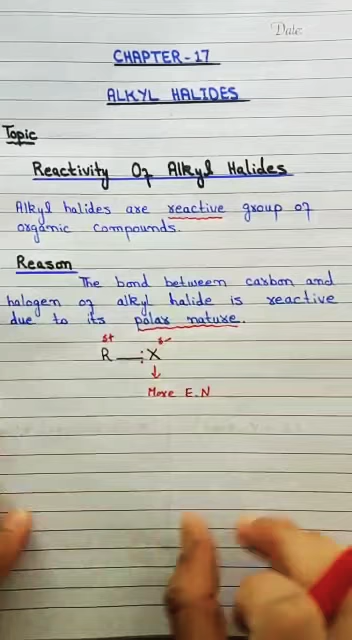 Date:
CHAPTER-17
ALKYL HALIDES
Topic
Reactivity Of Alkyl Halides
Alkyl halides are reactive group of
organic compounds.
Reason
The bond between carbon and
halogen of alkyl halide is reactive
due to its polar nature.
δ+ δ-
R — :X
↓
More E.N